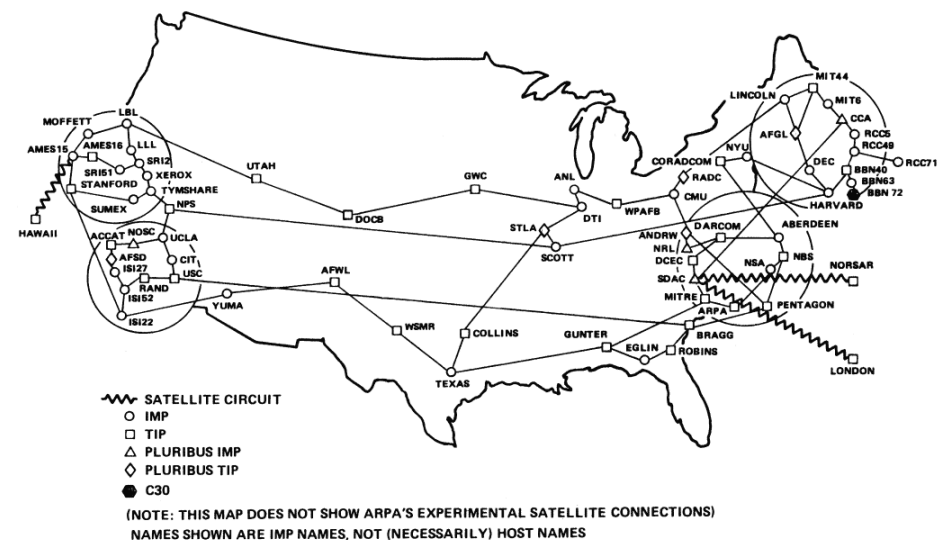 MIT44
LINCOLN
MIT6
CCA
AFGL
RCC5
RCC49
RCC71
DEC
NYU
CORADCOM
RADC
BBN40
BBN63
BBN 72
HARVARD
MOFFETT
LBL
AMES15
AMES16
LLL
SRI2
SRI51
XEROX
STANFORD
TYMSHARE
SUMEX
NPS
HAWAII
UTAH
GWC
ANL
DOCB
DTI
WPAFB
CMU
STLA
SCOTT
ANDRW
DARCOM
ABERDEEN
NRL
DCEC
NSA
NBS
NORSAR
SDAC
MITRE
ARPA
PENTAGON
ACCAT
NOSC
UCLA
AFSD
CIT
ISI27
RAND
USC
ISI52
ISI22
AFWL
YUMA
WSMR
COLLINS
GUNTER
BRAGG
EGLIN
ROBINS
TEXAS
LONDON
SATELLITE CIRCUIT
IMP
TIP
PLURIBUS IMP
PLURIBUS TIP
C30
(NOTE: THIS MAP DOES NOT SHOW ARPA'S EXPERIMENTAL SATELLITE CONNECTIONS)
NAMES SHOWN ARE IMP NAMES, NOT (NECESSARILY) HOST NAMES